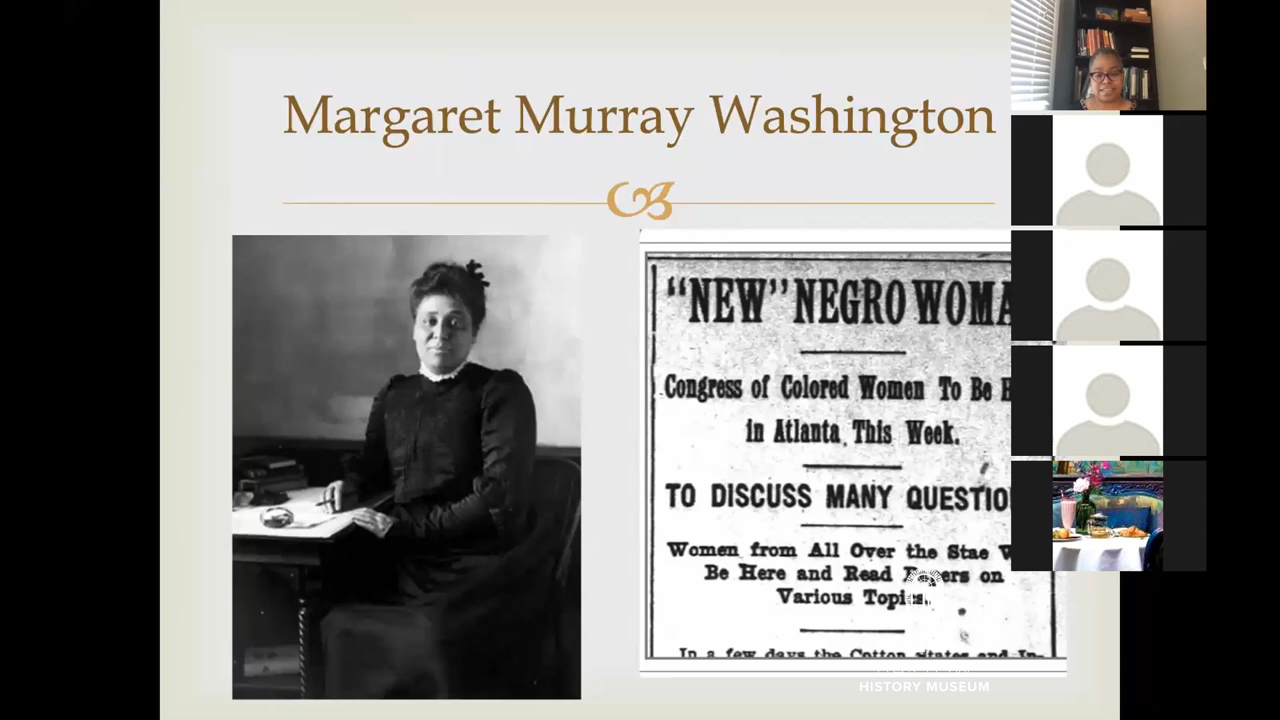 Margaret Murray Washington
"NEW" NEGRO WOMA
Congress of Colored Women To Be H
in Atlanta This Week.
TO DISCUSS MANY QUESTIO
Women from All Over the Stae W
Be Here and Read on
Various
In a few days the Cotton States and In-
HISTORY MUSEUM